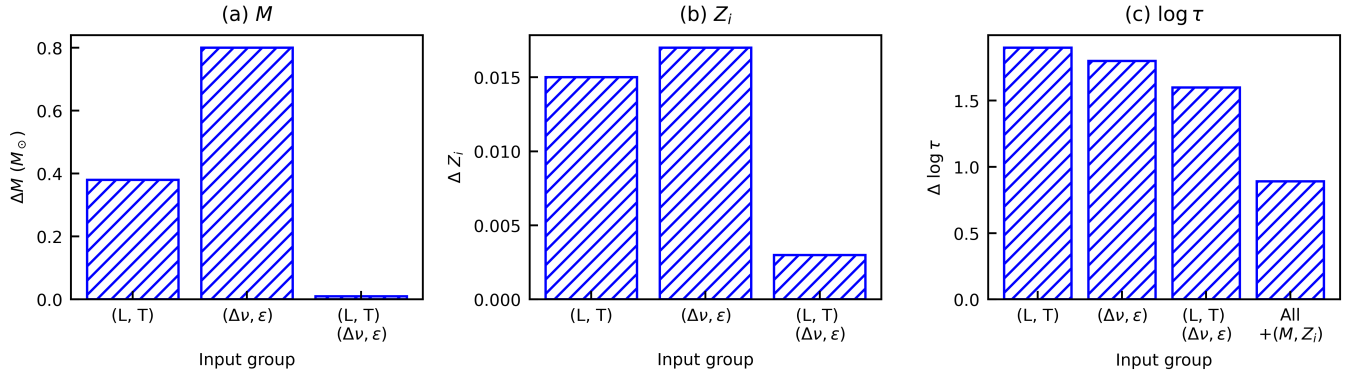 (a) M
ΔM (M⊙)
0.8
0.6
0.4
0.2
0.0
(L, T)
(Δν, ε)
(L, T)
(Δν, ε)
Input group
(b) Zᵢ
Δ Zᵢ
0.015
0.010
0.005
0.000
(L, T)
(Δν, ε)
(L, T)
(Δν, ε)
Input group
(c) log τ
Δ log τ
1.5
1.0
0.5
0.0
(L, T)
(Δν, ε)
(L, T)
(Δν, ε)
All
+(M, Zᵢ)
Input group